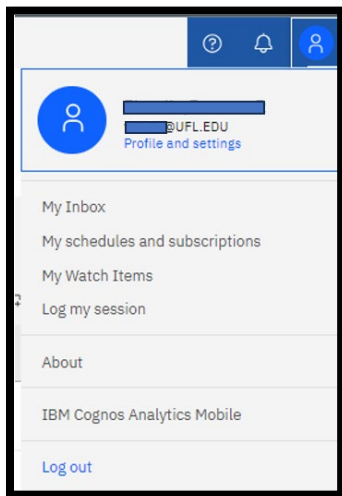 @UFL.EDU
Profile and settings
My Inbox
My schedules and subscriptions
My Watch Items
Log my session
About
IBM Cognos Analytics Mobile
Log out